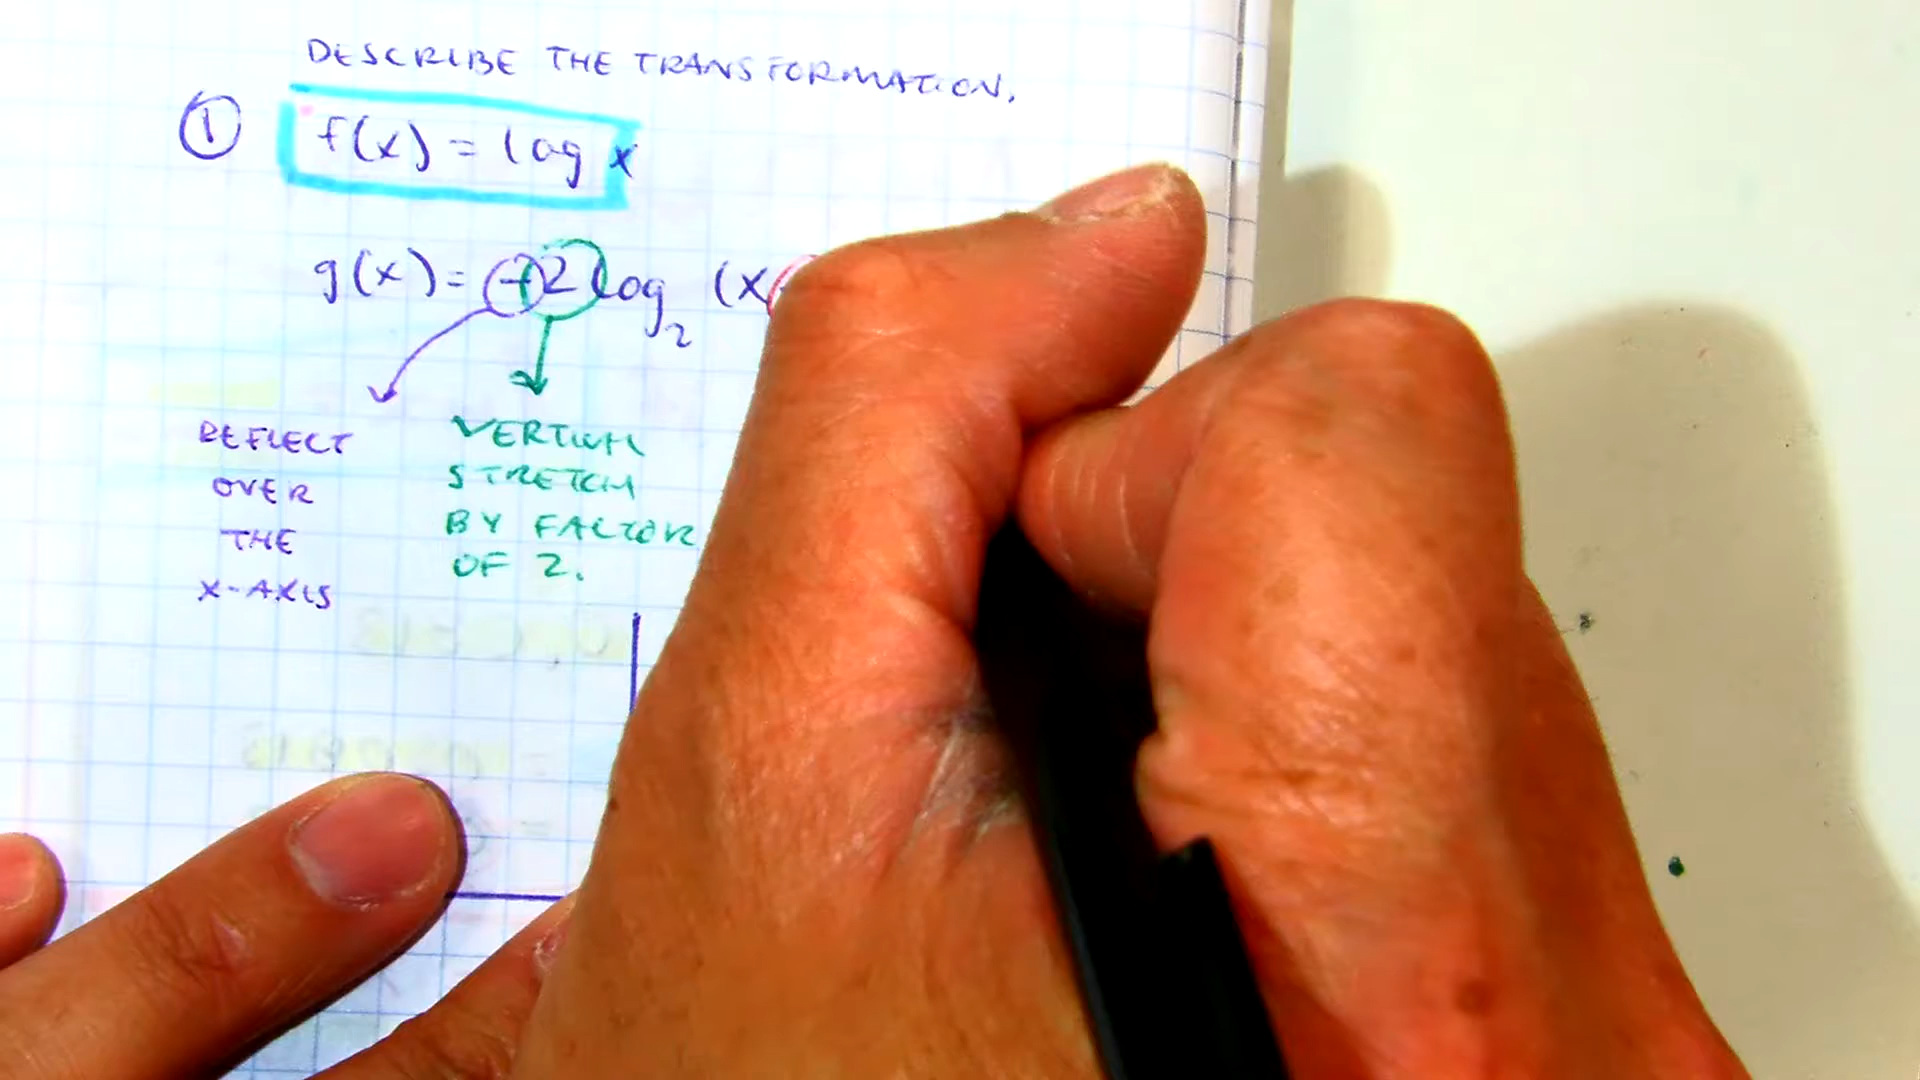 DESCRIBE THE TRANSFORMATION.
① f(x) = log x
g(x) = -2 log₂ (x
REFLECT
OVER
THE
X-AXIS
VERTICAL
STRETCH
BY FACTOR
OF 2.